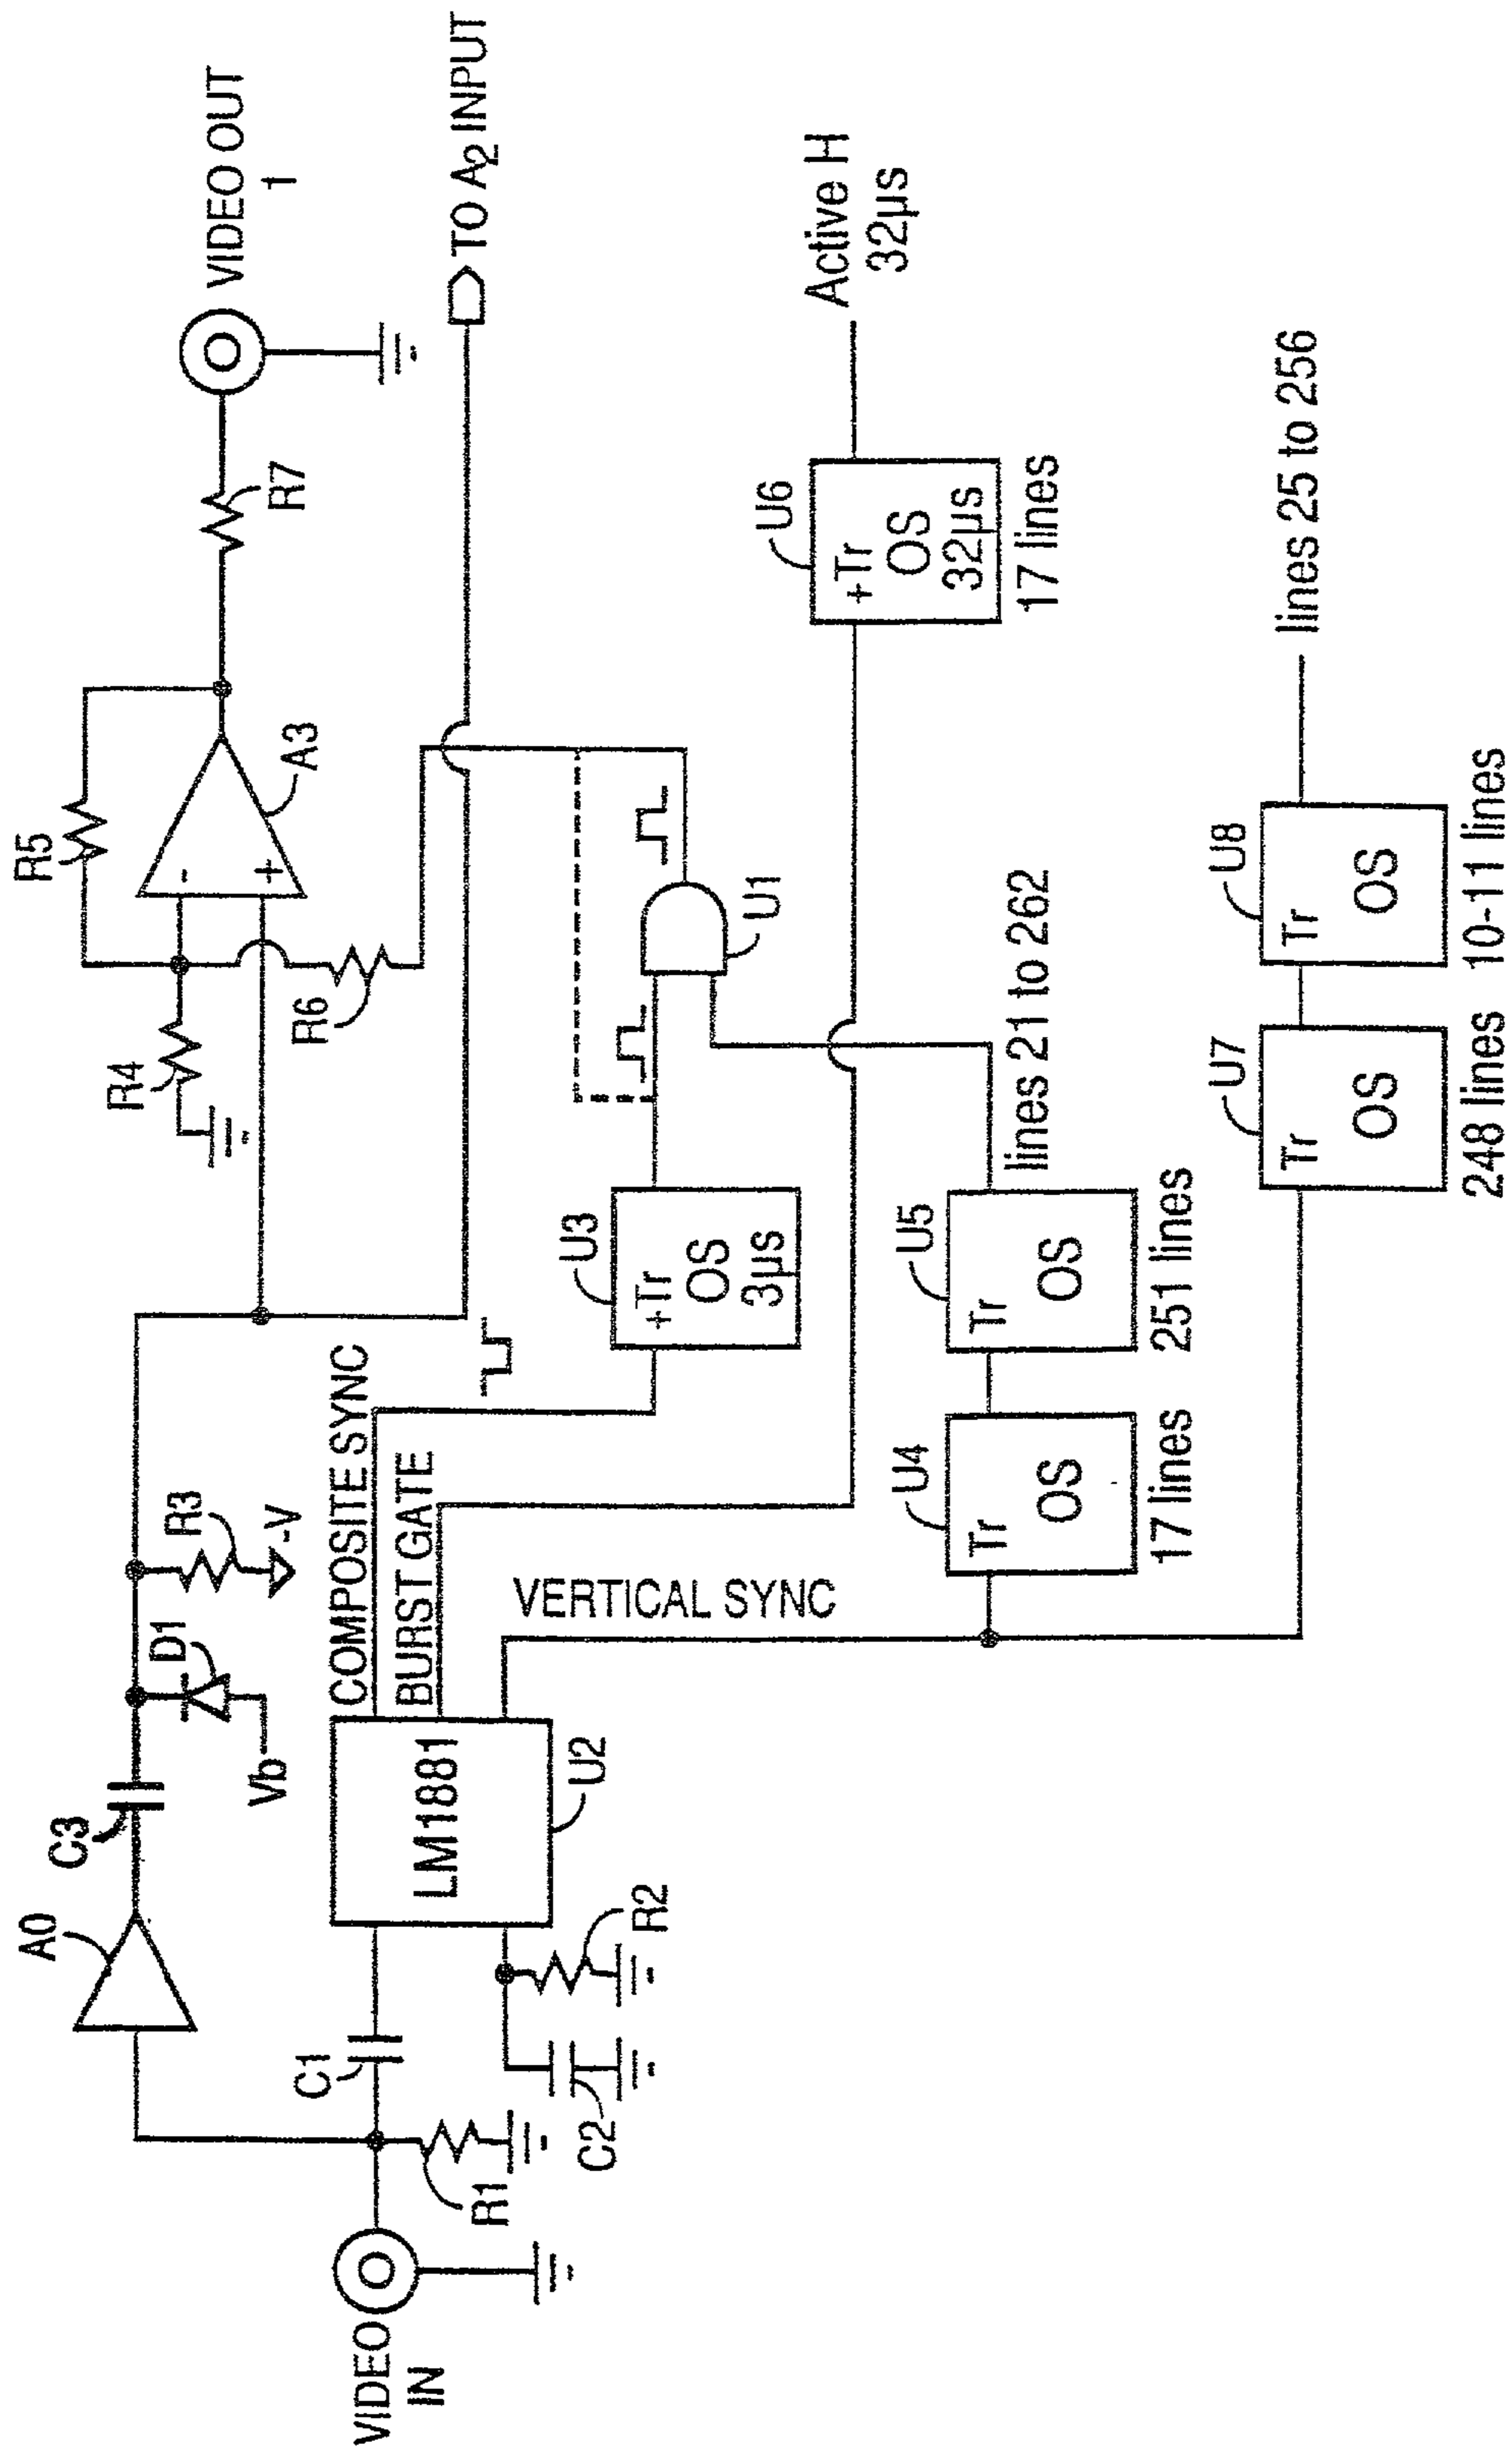 A0
C3
R3
D1
-V
Vb
R5
-
+
A3
R4
R6
R7
VIDEO OUT
1
TO A2 INPUT
VIDEO
IN
C1
R1
C2
R2
LM1881
U2
COMPOSITE SYNC
BURST GATE
VERTICAL SYNC
U3
+Tr
OS
3µs
U1
U6
+Tr
OS
32µs
17 lines
Active H
32µs
U4
Tr
OS
17 lines
U5
Tr
OS
251 lines
lines 21 to 262
U7
Tr
OS
248 lines
U8
Tr
OS
10-11 lines
lines 25 to 256